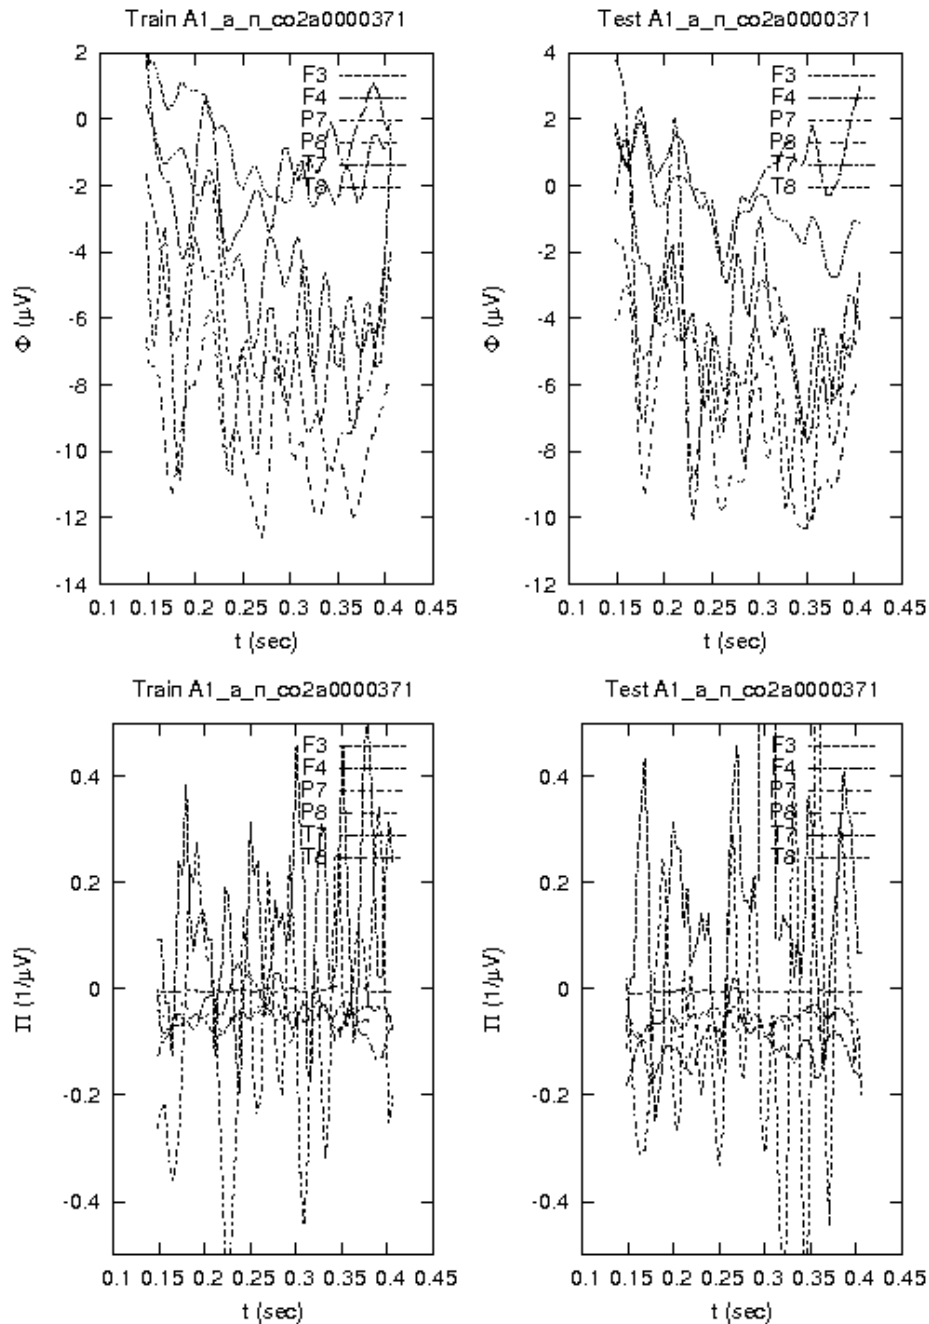 Train A1_a_n_co2a0000371
2
0
-2
-4
-6
-8
-10
-12
-14
Φ (μV)
F3
F4
P7
P8
T7
T8
0.1 0.15 0.2 0.25 0.3 0.35 0.4 0.45
t (sec)
Test A1_a_n_co2a0000371
4
2
0
-2
-4
-6
-8
-10
-12
Φ (μV)
F3
F4
P7
P8
T7
T8
0.1 0.15 0.2 0.25 0.3 0.35 0.4 0.45
t (sec)
Train A1_a_n_co2a0000371
0.4
0.2
0
-0.2
-0.4
Π (1/μV)
F3
F4
P7
P8
T7
T8
0.1 0.15 0.2 0.25 0.3 0.35 0.4 0.45
t (sec)
Test A1_a_n_co2a0000371
0.4
0.2
0
-0.2
-0.4
Π (1/μV)
F3
F4
P7
P8
T7
T8
0.1 0.15 0.2 0.25 0.3 0.35 0.4 0.45
t (sec)